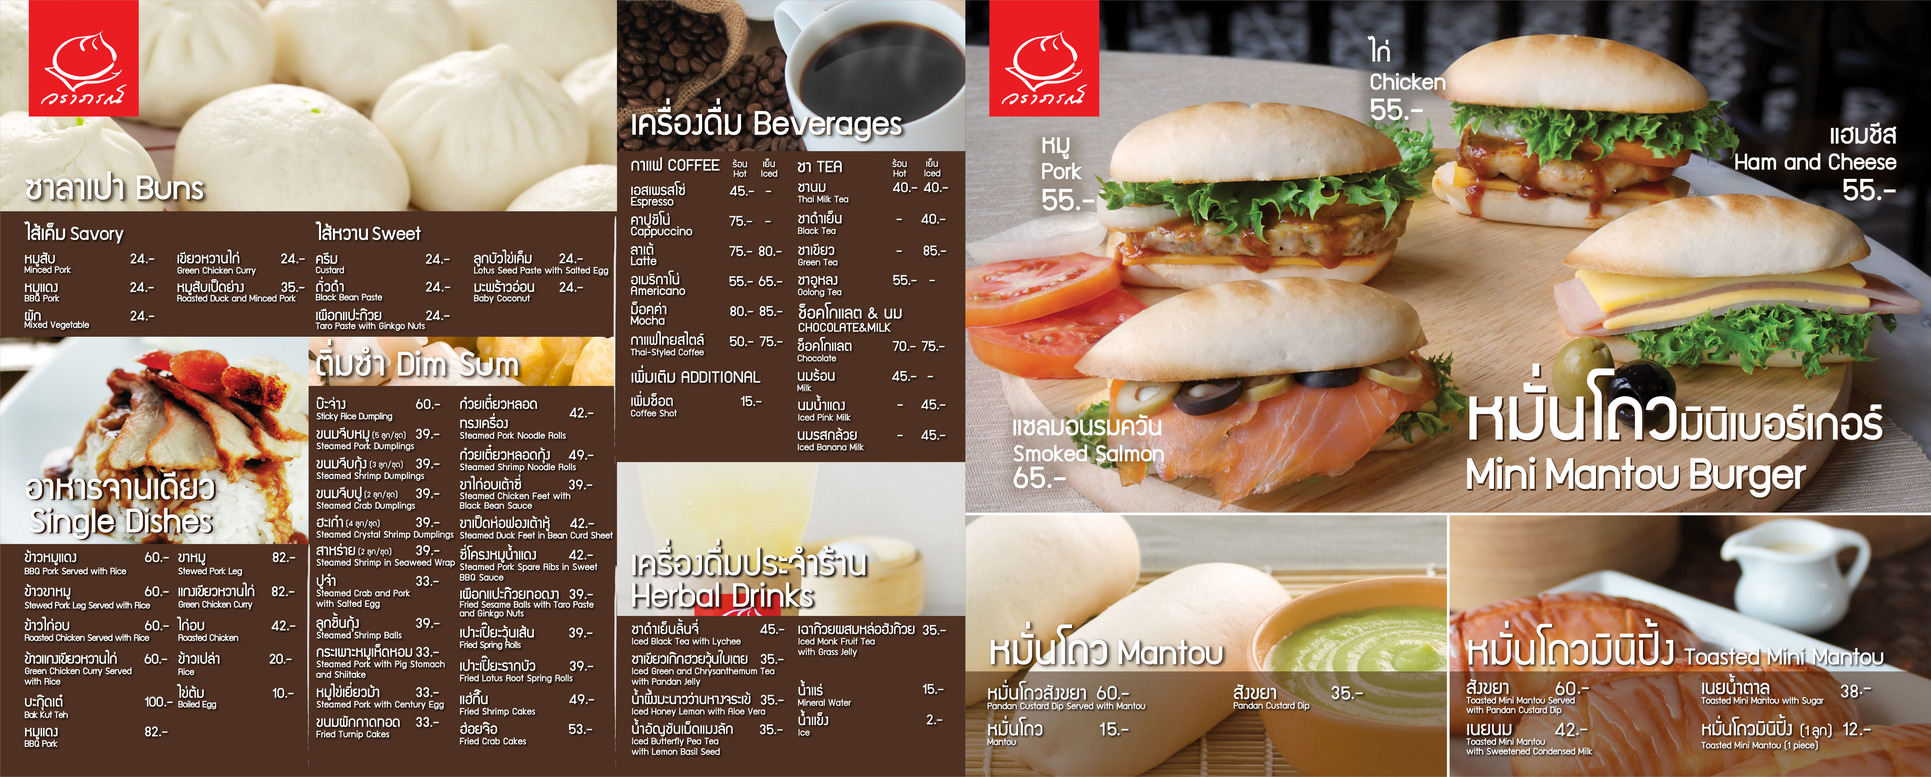 วราภรณ์
ซาลาเปา Buns
ไส้เค็ม Savory
หมูสับ 24.-
Minced Pork
หมูแดง 24.-
BBQ Pork
ผัก 24.-
Mixed Vegetable
เขียวหวานไก่ 24.-
Green Chicken Curry
หมูสับเป็ดย่าง 35.-
Roasted Duck and Minced Pork
ไส้หวาน Sweet
ครีม 24.-
Custard
ถั่วดำ 24.-
Black Bean Paste
เผือกแปะก๊วย 24.-
Taro Paste with Ginkgo Nuts
ลูกบัวไข่เค็ม 24.-
Lotus Seed Paste with Salted Egg
มะพร้าวอ่อน 24.-
Baby Coconut
อาหารจานเดียว
Single Dishes
ข้าวหมูแดง 60.-
BBQ Pork Served with Rice
ข้าวขาหมู 60.-
Stewed Pork Leg Served with Rice
ข้าวไก่อบ 60.-
Roasted Chicken Served with Rice
ข้าวแกงเขียวหวานไก่ 60.-
Green Chicken Curry Served
with Rice
บะกุ๊ดเต๋ 100.-
Bak Kut Teh
หมูแดง 82.-
BBQ Pork
ขาหมู 82.-
Stewed Pork Leg
แกงเขียวหวานไก่ 82.-
Green Chicken Curry
ไก่อบ 42.-
Roasted Chicken
ข้าวเปล่า 20.-
Rice
ไข่ต้ม 10.-
Boiled Egg
ติ่มซำ Dim Sum
บ๊ะจ่าง 60.-
Sticky Rice Dumpling
ขนมจีบหมู (5 ลูก/ชุด) 39.-
Steamed Pork Dumplings
ขนมจีบกุ้ง (3 ลูก/ชุด) 39.-
Steamed Shrimp Dumplings
ขนมจีบปู (2 ลูก/ชุด) 39.-
Steamed Crab Dumplings
ฮะเก๋า (4 ลูก/ชุด) 39.-
Steamed Crystal Shrimp Dumplings
สาหร่าย (2 ลูก/ชุด) 39.-
Steamed Shrimp in Seaweed Wrap
ปูจ๋า 33.-
Steamed Crab and Pork
with Salted Egg
ลูกชิ้นกุ้ง 39.-
Steamed Shrimp Balls
กระเพาะหมูเห็ดหอม 33.-
Steamed Pork with Pig Stomach
and Shiitake
หมูไข่เยี่ยวม้า 33.-
Steamed Pork with Century Egg
ขนมผักกาดทอด 33.-
Fried Turnip Cakes
ก๋วยเตี๋ยวหลอด
ทรงเครื่อง 42.-
Steamed Pork Noodle Rolls
ก๋วยเตี๋ยวหลอดกุ้ง 49.-
Steamed Shrimp Noodle Rolls
ขาไก่อบเต้าซี่ 39.-
Steamed Chicken Feet with
Black Bean Sauce
ขาเป็ดห่อฟองเต้าหู้ 42.-
Steamed Duck Feet in Bean Curd Sheet
ซี่โครงหมูน้ำแดง 42.-
Steamed Pork Spare Ribs in Sweet
BBQ Sauce
เผือกแปะก๊วยทอดงา 39.-
Fried Sesame Balls with Taro Paste
and Ginkgo Nuts
เปาะเปี๊ยะวุ้นเส้น 39.-
Fried Spring Rolls
เปาะเปี๊ยะรากบัว 39.-
Fried Lotus Root Spring Rolls
แฮ่กึ๊น 49.-
Fried Shrimp Cakes
ฮ่อยจ๊อ 53.-
Fried Crab Cakes
เครื่องดื่ม Beverages
กาแฟ COFFEE ร้อน เย็น
Hot Iced
เอสเพรสโซ่ 45.- -
Espresso
คาปูชิโน่ 75.- -
Cappuccino
ลาเต้ 75.- 80.-
Latte
อเมริกาโน่ 55.- 65.-
Americano
ม็อคค่า 80.- 85.-
Mocha
กาแฟไทยสไตล์ 50.- 75.-
Thai-Styled Coffee
เพิ่มเติม ADDITIONAL
เพิ่มช็อต 15.-
Coffee Shot
ชา TEA ร้อน เย็น
Hot Iced
ชานม 40.- 40.-
Thai Milk Tea
ชาดำเย็น - 40.-
Black Tea
ชาเขียว - 85.-
Green Tea
ชาอูหลง 55.- -
Oolong Tea
ช็อคโกแลต & นม
CHOCOLATE&MILK
ช็อคโกแลต 70.- 75.-
Chocolate
นมร้อน 45.- -
Milk
นมน้ำแดง - 45.-
Iced Pink Milk
นมรสกล้วย - 45.-
Iced Banana Milk
เครื่องดื่มประจำร้าน
Herbal Drinks
ชาดำเย็นลิ้นจี่ 45.-
Iced Black Tea with Lychee
ชาเขียวเก๊กฮวยวุ้นใบเตย 35.-
Iced Green and Chrysanthemum Tea
with Pandan Jelly
น้ำผึ้งมะนาวว่านหางจระเข้ 35.-
Iced Honey Lemon with Aloe Vera
น้ำอัญชันเม็ดแมงลัก 35.-
Iced Butterfly Pea Tea
with Lemon Basil Seed
เฉาก๊วยผสมหล่อฮังก๊วย 35.-
Iced Monk Fruit Tea
with Grass Jelly
น้ำแร่ 15.-
Mineral Water
น้ำแข็ง 2.-
Ice
วราภรณ์
ไก่
Chicken
55.-
หมู
Pork
55.-
แฮมชีส
Ham and Cheese
55.-
แซลมอนรมควัน
Smoked Salmon
65.-
หมั่นโถวมินิเบอร์เกอร์
Mini Mantou Burger
หมั่นโถว Mantou
หมั่นโถวสังขยา 60.-
Pandan Custard Dip Served with Mantou
หมั่นโถว 15.-
Mantou
สังขยา 35.-
Pandan Custard Dip
หมั่นโถวมินิปิ้ง Toasted Mini Mantou
สังขยา 60.-
Toasted Mini Mantou Served
with Pandan Custard Dip
เนยนม 42.-
Toasted Mini Mantou
with Sweetened Condensed Milk
เนยน้ำตาล 38.-
Toasted Mini Mantou with Sugar
หมั่นโถวมินิปิ้ง (1 ลูก) 12.-
Toasted Mini Mantou (1 piece)